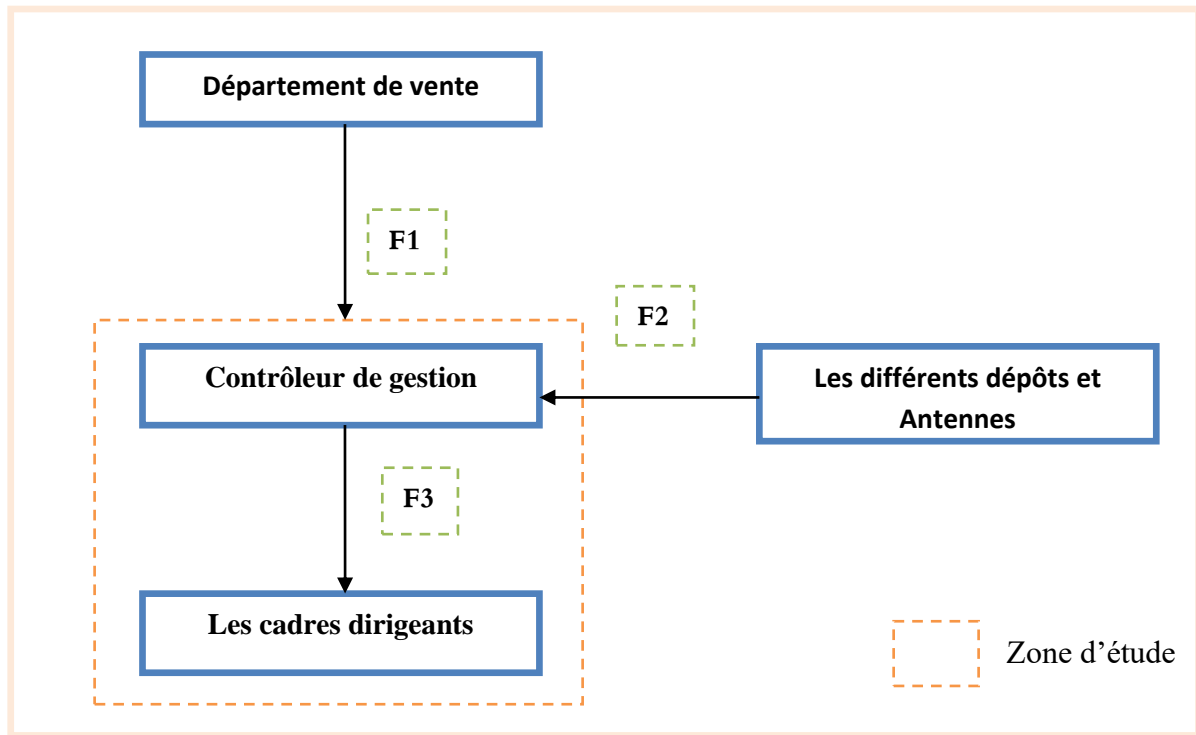 Département de vente
F1
F2
Contrôleur de gestion
Les différents dépôts et
Antennes
F3
Les cadres dirigeants
Zone d’étude